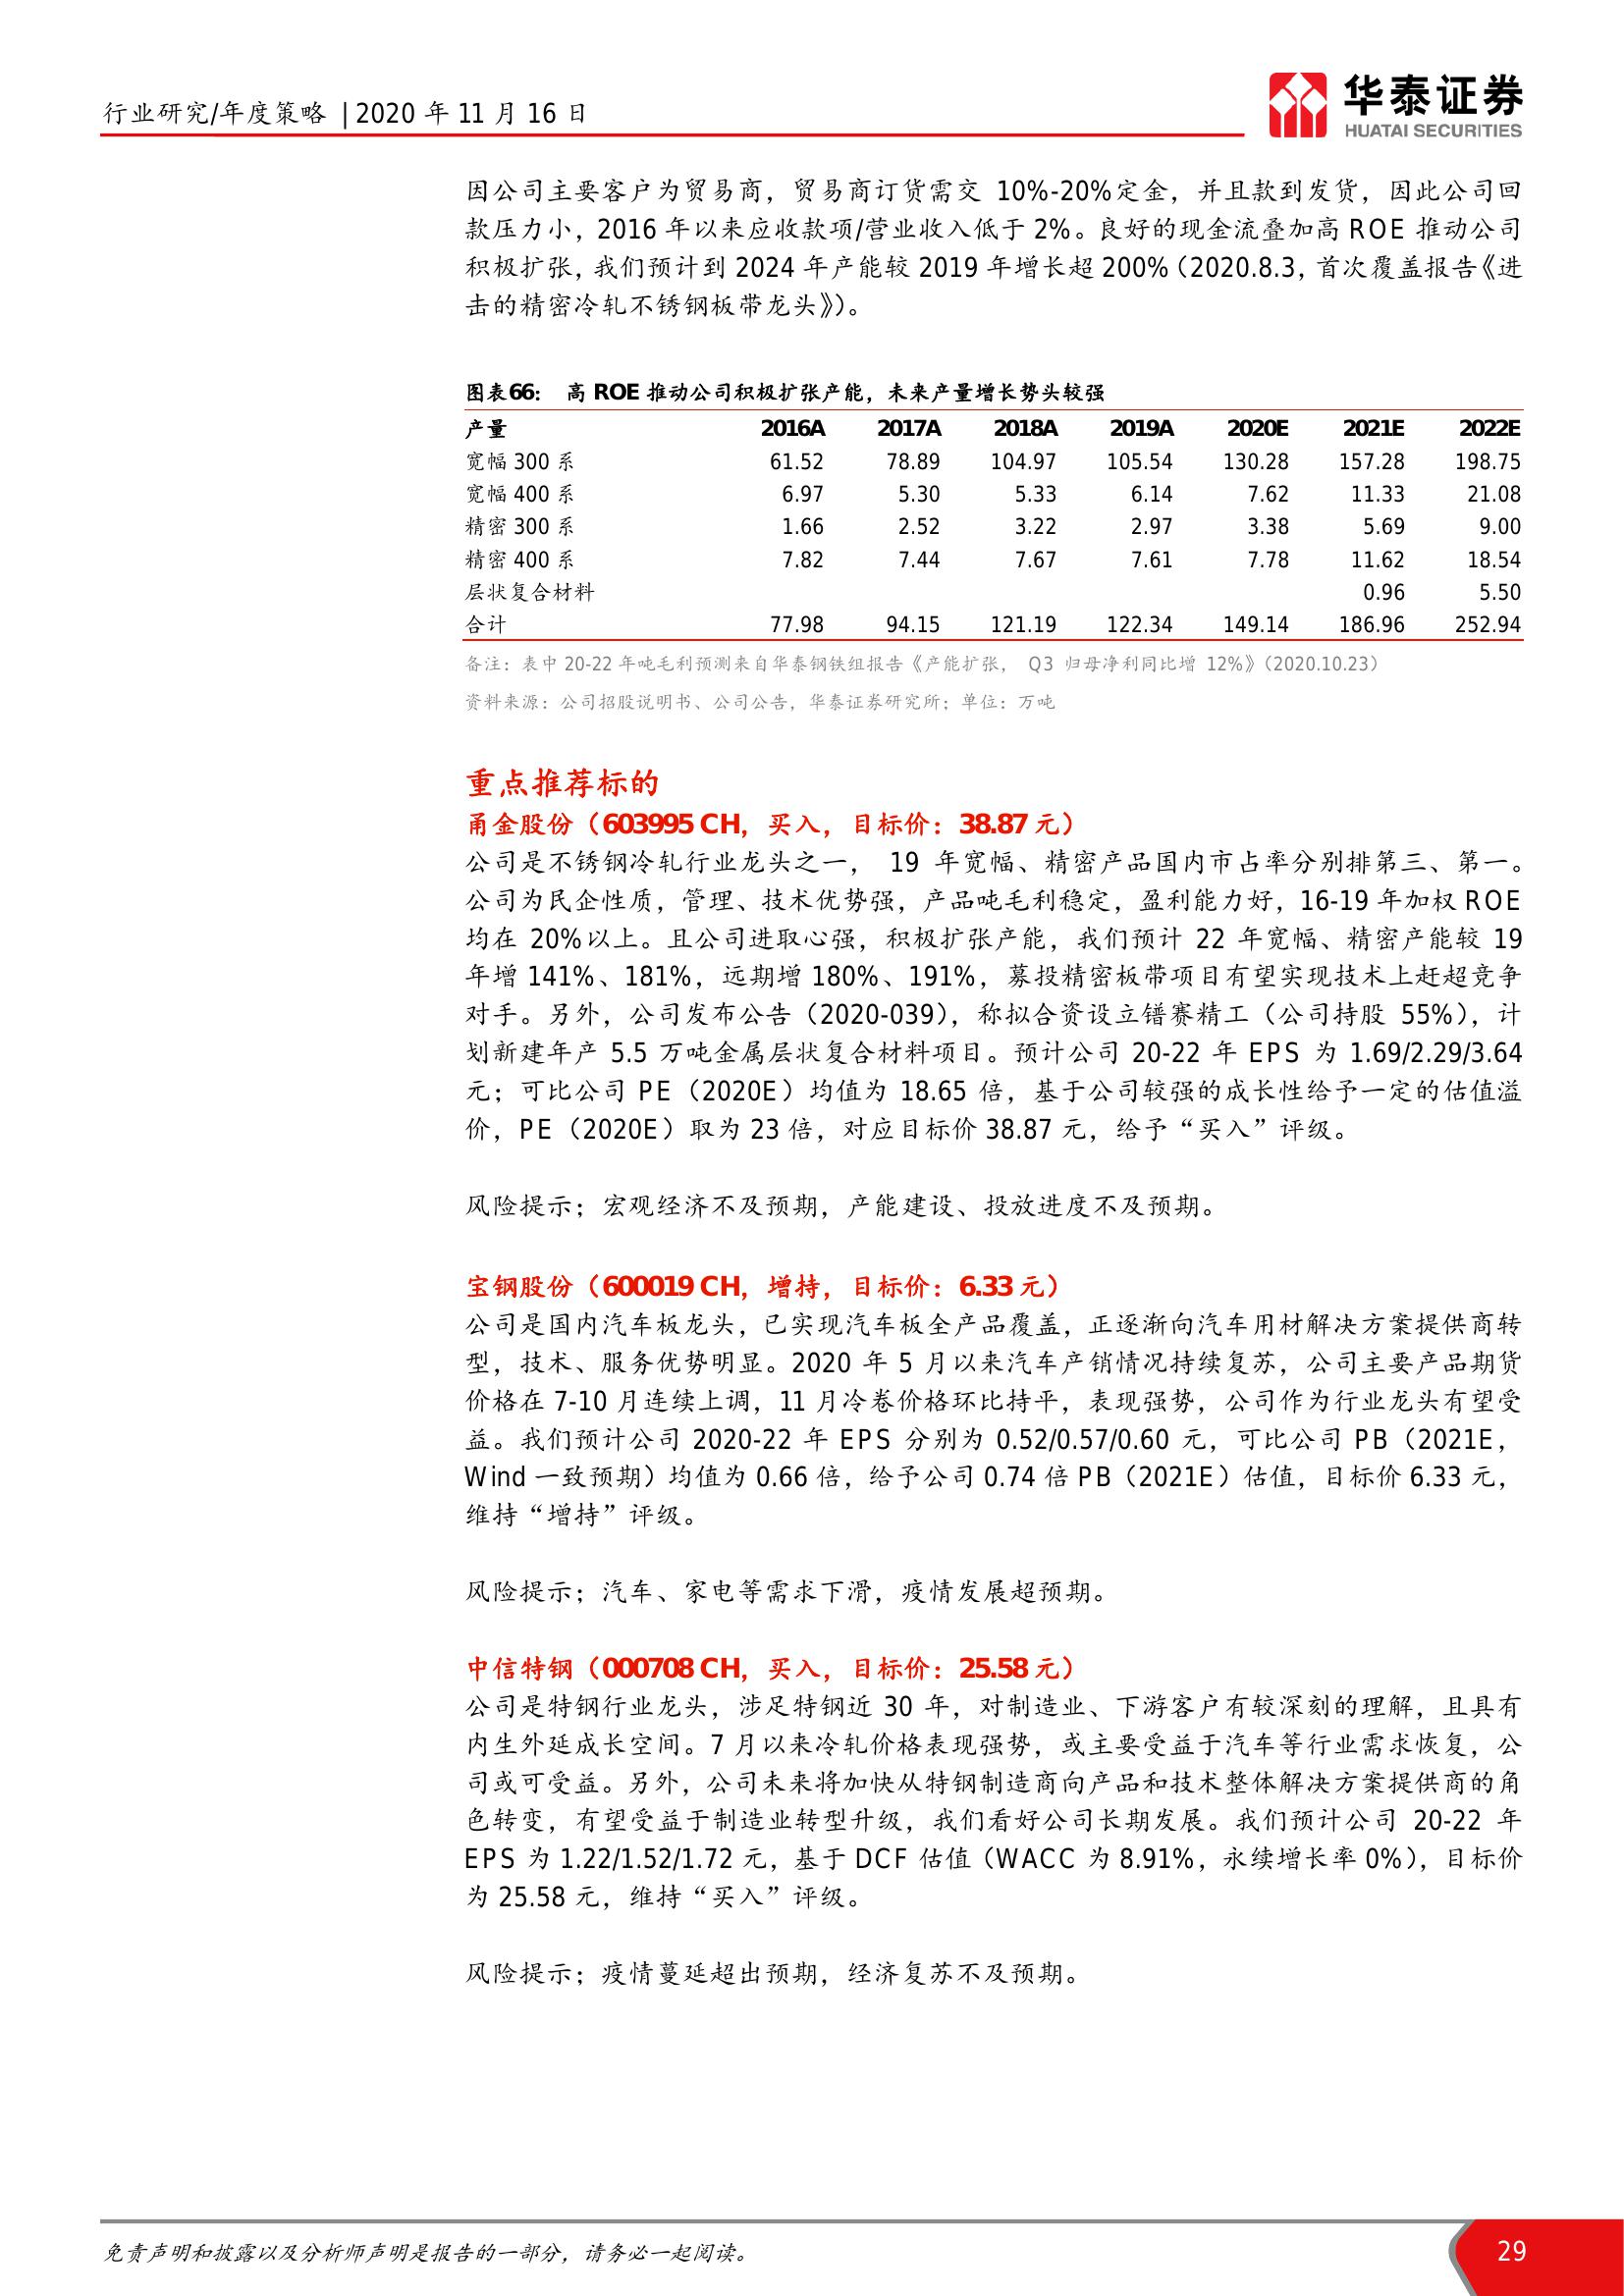 行业研究/年度策略 | 2020 年 11 月 16 日
华泰证券
HUATAI SECURITIES
因公司主要客户为贸易商，贸易商订货需交 10%-20%定金，并且款到发货，因此公司回
款压力小，2016 年以来应收款项/营业收入低于 2%。良好的现金流叠加高 ROE 推动公司
积极扩张，我们预计到 2024 年产能较 2019 年增长超 200%（2020.8.3，首次覆盖报告《进
击的精密冷轧不锈钢板带龙头》）。
图表66： 高 ROE 推动公司积极扩张产能，未来产量增长势头较强
产量 2016A 2017A 2018A 2019A 2020E 2021E 2022E
宽幅 300 系 61.52 78.89 104.97 105.54 130.28 157.28 198.75
宽幅 400 系 6.97 5.30 5.33 6.14 7.62 11.33 21.08
精密 300 系 1.66 2.52 3.22 2.97 3.38 5.69 9.00
精密 400 系 7.82 7.44 7.67 7.61 7.78 11.62 18.54
层状复合材料 0.96 5.50
合计 77.98 94.15 121.19 122.34 149.14 186.96 252.94
备注：表中 20-22 年吨毛利预测来自华泰钢铁组报告《产能扩张， Q3 归母净利同比增 12%》（2020.10.23）
资料来源：公司招股说明书、公司公告，华泰证券研究所；单位：万吨
重点推荐标的
甬金股份（603995 CH，买入，目标价：38.87 元）
公司是不锈钢冷轧行业龙头之一， 19 年宽幅、精密产品国内市占率分别排第三、第一。
公司为民企性质，管理、技术优势强，产品吨毛利稳定，盈利能力好，16-19 年加权 ROE
均在 20%以上。且公司进取心强，积极扩张产能，我们预计 22 年宽幅、精密产能较 19
年增 141%、181%，远期增 180%、191%，募投精密板带项目有望实现技术上赶超竞争
对手。另外，公司发布公告（2020-039），称拟合资设立镨赛精工（公司持股 55%），计
划新建年产 5.5 万吨金属层状复合材料项目。预计公司 20-22 年 EPS 为 1.69/2.29/3.64
元；可比公司 PE（2020E）均值为 18.65 倍，基于公司较强的成长性给予一定的估值溢
价，PE（2020E）取为 23 倍，对应目标价 38.87 元，给予“买入”评级。
风险提示；宏观经济不及预期，产能建设、投放进度不及预期。
宝钢股份（600019 CH，增持，目标价：6.33 元）
公司是国内汽车板龙头，已实现汽车板全产品覆盖，正逐渐向汽车用材解决方案提供商转
型，技术、服务优势明显。2020 年 5 月以来汽车产销情况持续复苏，公司主要产品期货
价格在 7-10 月连续上调，11 月冷卷价格环比持平，表现强势，公司作为行业龙头有望受
益。我们预计公司 2020-22 年 EPS 分别为 0.52/0.57/0.60 元，可比公司 PB（2021E，
Wind 一致预期）均值为 0.66 倍，给予公司 0.74 倍 PB（2021E）估值，目标价 6.33 元，
维持“增持”评级。
风险提示；汽车、家电等需求下滑，疫情发展超预期。
中信特钢（000708 CH，买入，目标价：25.58 元）
公司是特钢行业龙头，涉足特钢近 30 年，对制造业、下游客户有较深刻的理解，且具有
内生外延成长空间。7 月以来冷轧价格表现强势，或主要受益于汽车等行业需求恢复，公
司或可受益。另外，公司未来将加快从特钢制造商向产品和技术整体解决方案提供商的角
色转变，有望受益于制造业转型升级，我们看好公司长期发展。我们预计公司 20-22 年
EPS 为 1.22/1.52/1.72 元，基于 DCF 估值（WACC 为 8.91%，永续增长率 0%），目标价
为 25.58 元，维持“买入”评级。
风险提示；疫情蔓延超出预期，经济复苏不及预期。
免责声明和披露以及分析师声明是报告的一部分，请务必一起阅读。
29